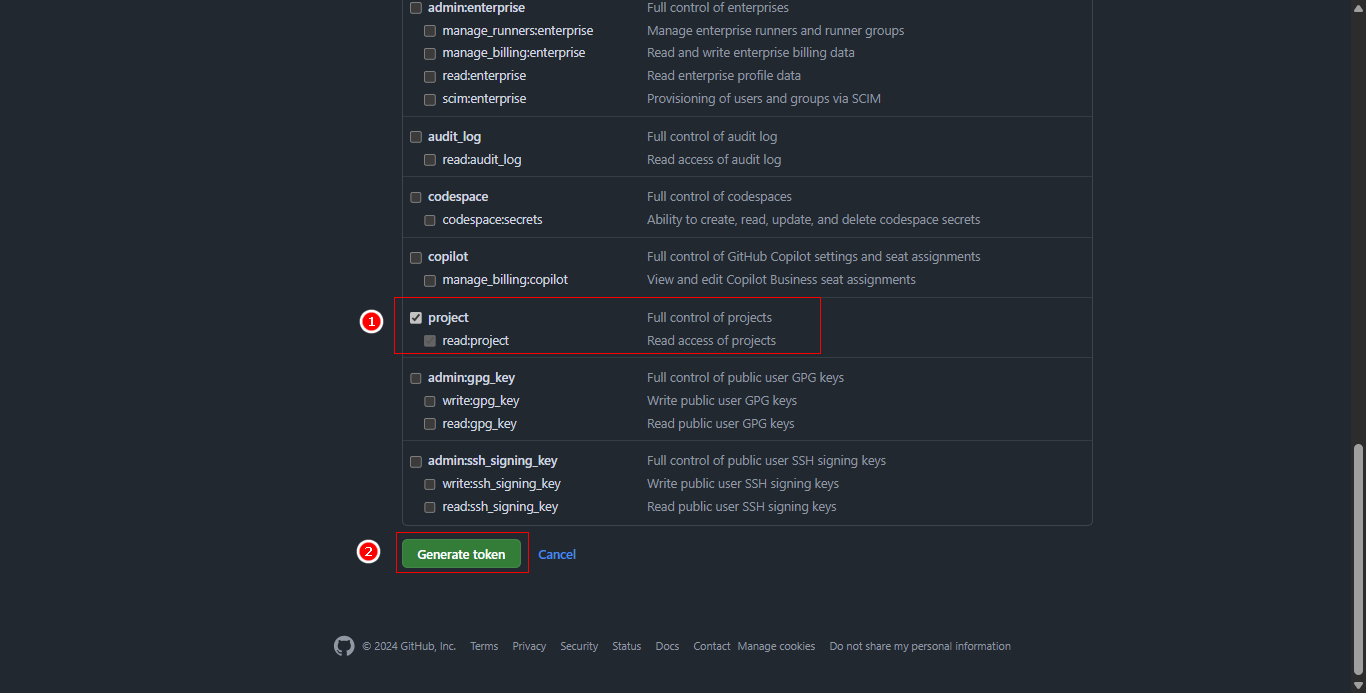 admin:enterprise Full control of enterprises
manage_runners:enterprise Manage enterprise runners and runner groups
manage_billing:enterprise Read and write enterprise billing data
read:enterprise Read enterprise profile data
scim:enterprise Provisioning of users and groups via SCIM
audit_log Full control of audit log
read:audit_log Read access of audit log
codespace Full control of codespaces
codespace:secrets Ability to create, read, update, and delete codespace secrets
copilot Full control of GitHub Copilot settings and seat assignments
manage_billing:copilot View and edit Copilot Business seat assignments
1 project Full control of projects
read:project Read access of projects
admin:gpg_key Full control of public user GPG keys
write:gpg_key Write public user GPG keys
read:gpg_key Read public user GPG keys
admin:ssh_signing_key Full control of public user SSH signing keys
write:ssh_signing_key Write public user SSH signing keys
read:ssh_signing_key Read public user SSH signing keys
2 Generate token Cancel
© 2024 GitHub, Inc. Terms Privacy Security Status Docs Contact Manage cookies Do not share my personal information